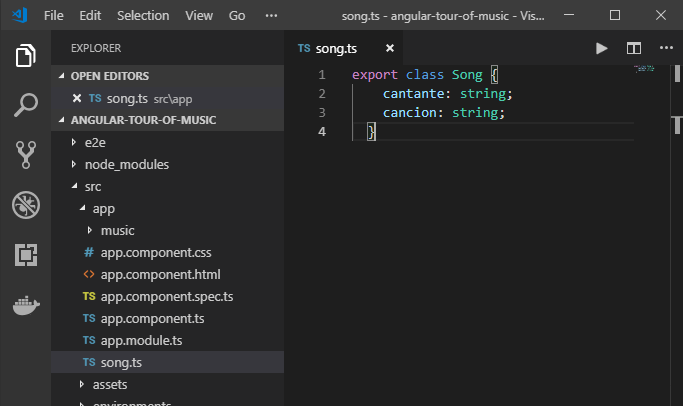 File Edit View Go ••• song.ts - angular-tour-of-music - Vis...
EXPLORER
OPEN EDITORS
TS song.ts src\app
ANGULAR-TOUR-OF-MUSIC
e2e
node_modules
src
app
music
# app.component.css
<> app.component.html
TS app.component.spec.ts
TS app.component.ts
TS app.module.ts
TS song.ts
assets
environments
TS song.ts
1 export class Song {
2 cantante: string;
3 cancion: string;
4 }